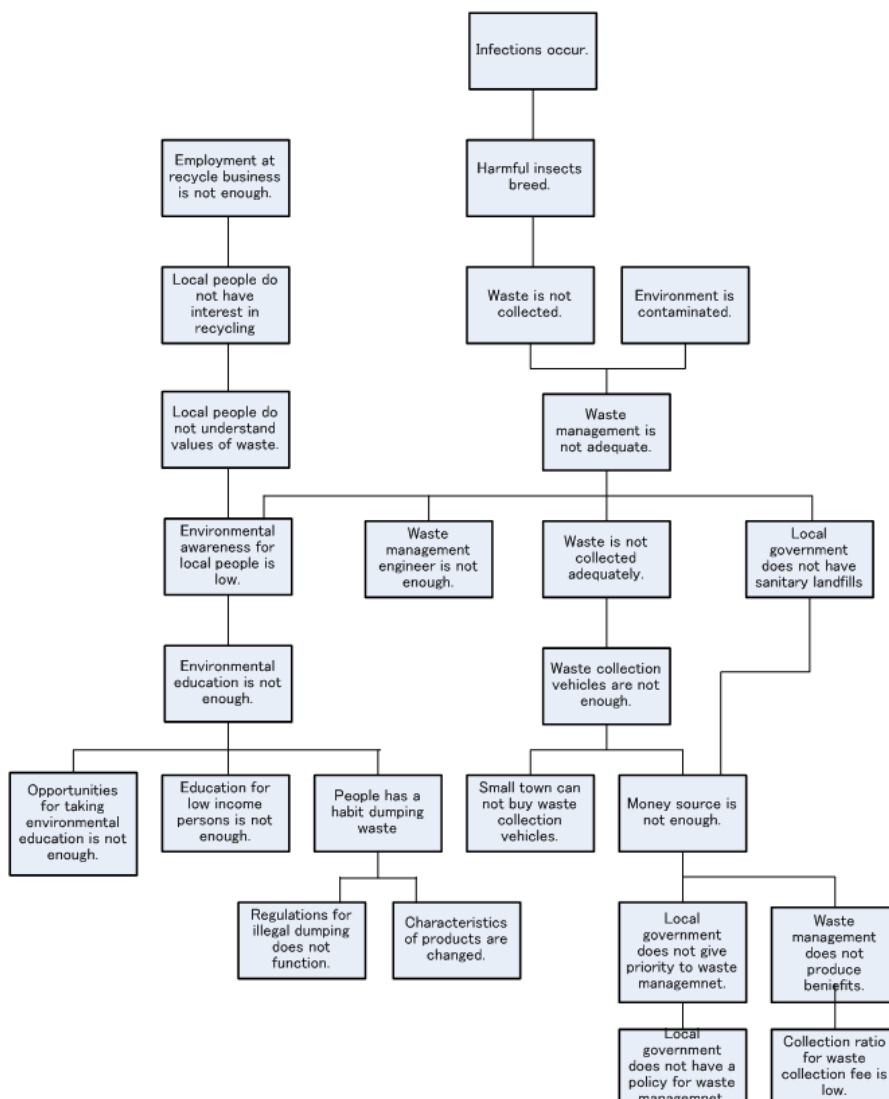 Infections occur.
Employment at
recycle business
is not enough.
Harmful insects
breed.
Local people do
not have
interest in
recycling
Waste is not
collected.
Environment is
contaminated.
Local people do
not understand
values of waste.
Waste
management is
not adequate.
Environmental
awareness for
local people is
low.
Waste
management
engineer is not
enough.
Waste is not
collected
adequately.
Local
government
does not have
sanitary landfills
Environmental
education is not
enough.
Waste collection
vehicles are not
enough.
Opportunities
for taking
environmental
education is not
enough.
Education for
low income
persons is not
enough.
People has a
habit dumping
waste
Small town can
not buy waste
collection
vehicles.
Money source is
not enough.
Regulations for
illegal dumping
does not
function.
Characteristics
of products are
changed.
Local
government
does not give
priority to waste
managemnet.
Waste
management
does not
produce
beniefits.
Local
government
does not have a
policy for waste
managemnet.
Collection ratio
for waste
collection fee is
low.